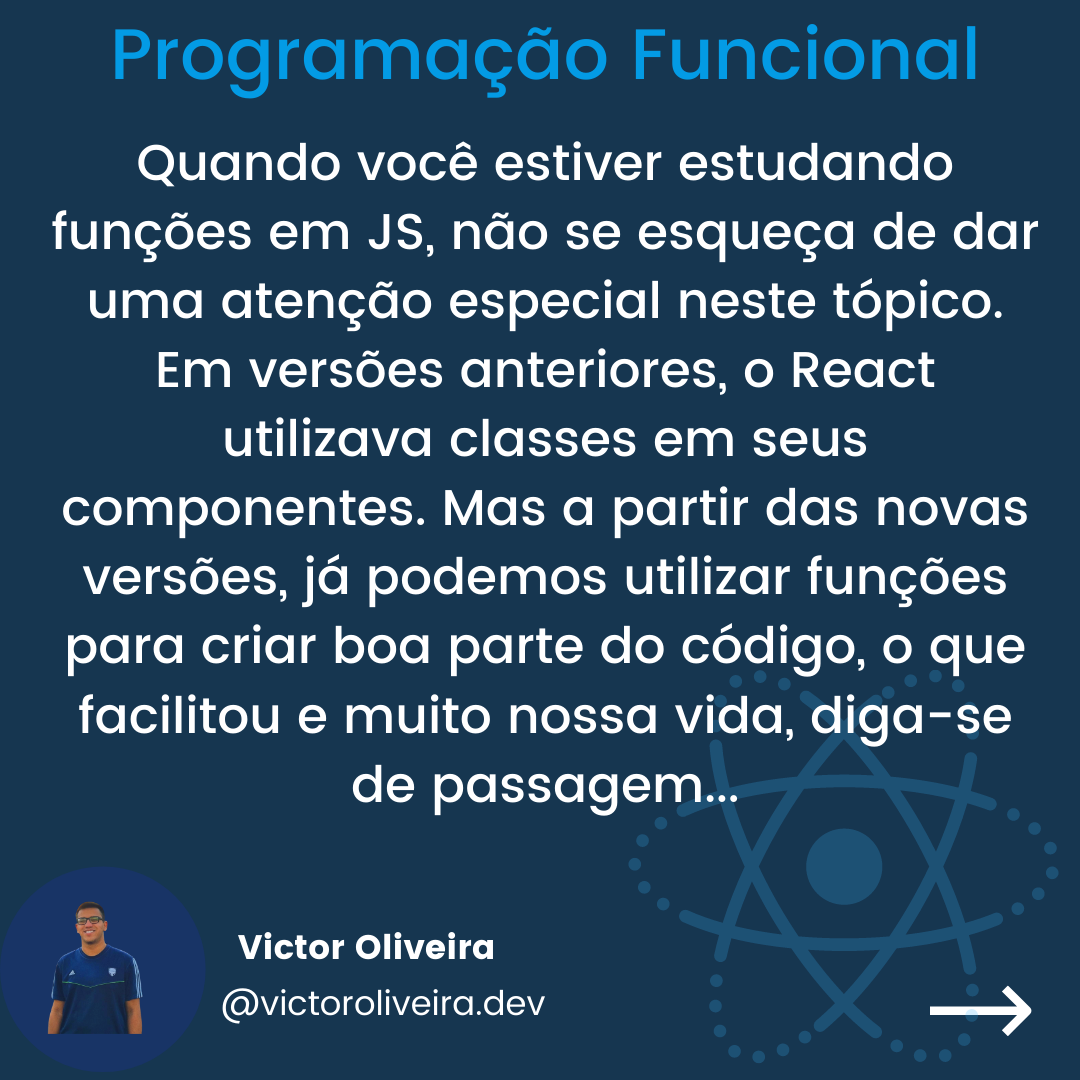 Programação Funcional
Quando você estiver estudando
funções em JS, não se esqueça de dar
uma atenção especial neste tópico.
Em versões anteriores, o React
utilizava classes em seus
componentes. Mas a partir das novas
versões, já podemos utilizar funções
para criar boa parte do código, o que
facilitou e muito nossa vida, diga-se
de passagem...
Victor Oliveira
@victoroliveira.dev